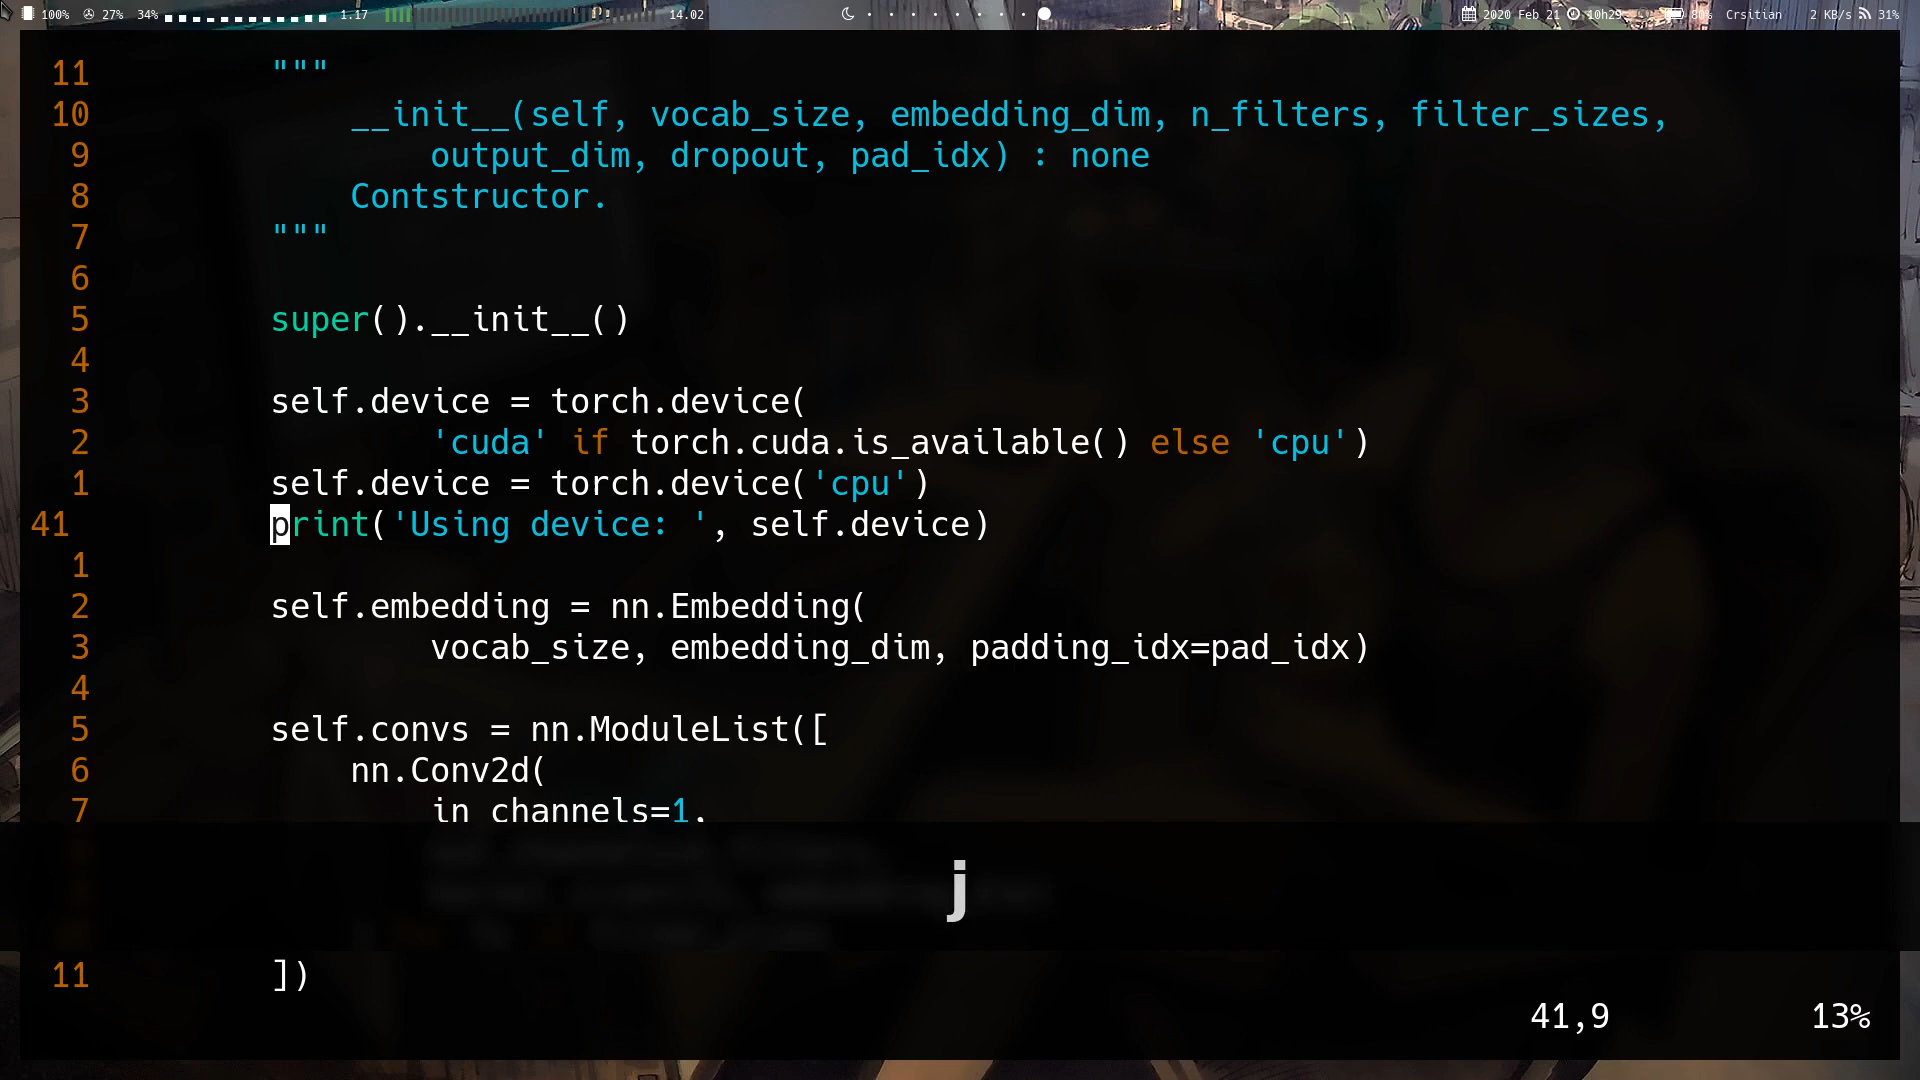 100% 27% 34% 1.17 14.02 2020 Feb 21 10h29 80% Crsitian 2 KB/s 31%
11 """
10 __init__(self, vocab_size, embedding_dim, n_filters, filter_sizes,
9 output_dim, dropout, pad_idx) : none
8 Contstructor.
7 """
6
5 super().__init__()
4
3 self.device = torch.device(
2 'cuda' if torch.cuda.is_available() else 'cpu')
1 self.device = torch.device('cpu')
41 print('Using device: ', self.device)
1
2 self.embedding = nn.Embedding(
3 vocab_size, embedding_dim, padding_idx=pad_idx)
4
5 self.convs = nn.ModuleList([
6 nn.Conv2d(
7 in_channels=1,
j
11 ])
41,9 13%